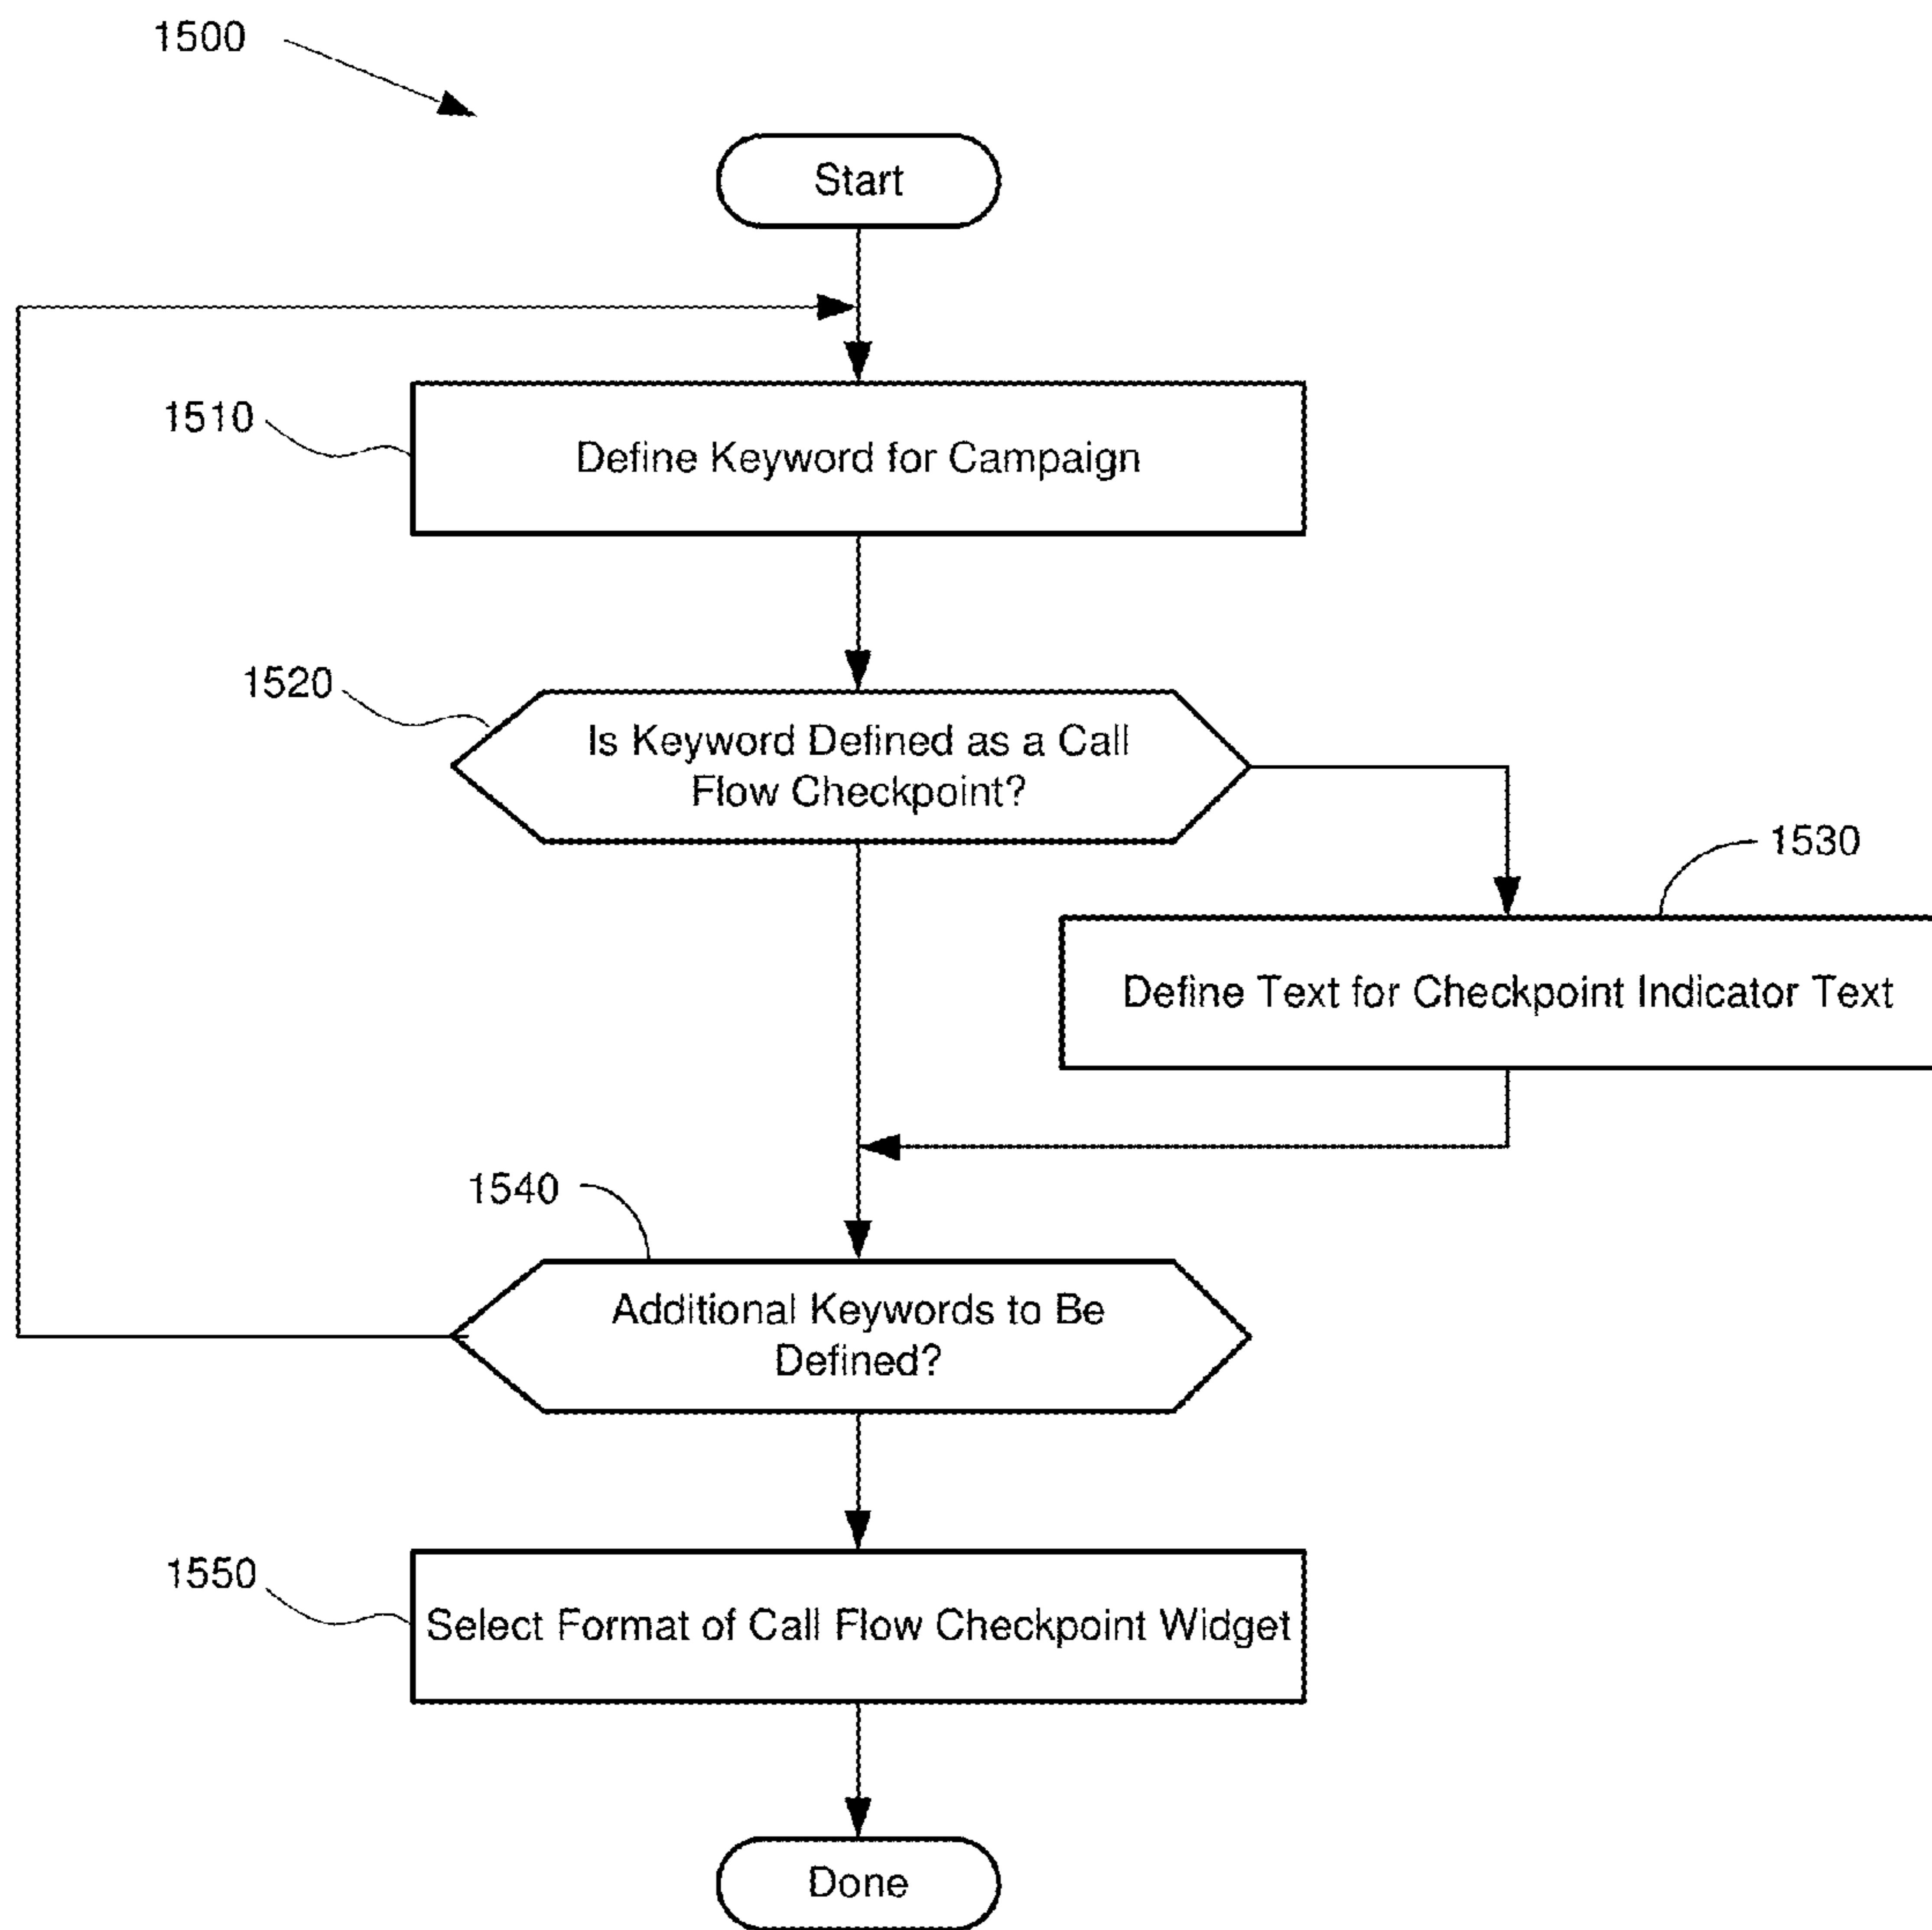 1500
Start
1510
Define Keyword for Campaign
1520
Is Keyword Defined as a Call
Flow Checkpoint?
1530
Define Text for Checkpoint Indicator Text
1540
Additional Keywords to Be
Defined?
1550
Select Format of Call Flow Checkpoint Widget
Done